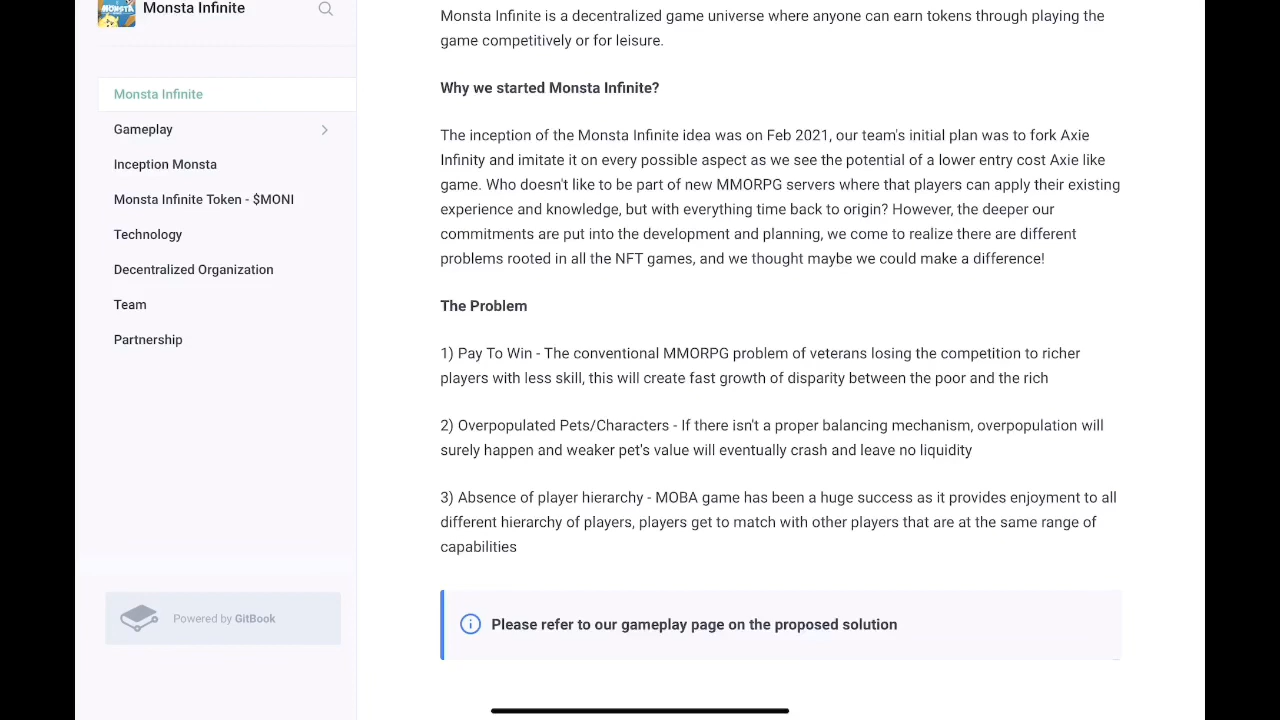 Monsta Infinite
Monsta Infinite
Gameplay
Inception Monsta
Monsta Infinite Token - $MONI
Technology
Decentralized Organization
Team
Partnership
Powered by GitBook
Monsta Infinite is a decentralized game universe where anyone can earn tokens through playing the
game competitively or for leisure.
Why we started Monsta Infinite?
The inception of the Monsta Infinite idea was on Feb 2021, our team's initial plan was to fork Axie
Infinity and imitate it on every possible aspect as we see the potential of a lower entry cost Axie like
game. Who doesn't like to be part of new MMORPG servers where that players can apply their existing
experience and knowledge, but with everything time back to origin? However, the deeper our
commitments are put into the development and planning, we come to realize there are different
problems rooted in all the NFT games, and we thought maybe we could make a difference!
The Problem
1) Pay To Win - The conventional MMORPG problem of veterans losing the competition to richer
players with less skill, this will create fast growth of disparity between the poor and the rich
2) Overpopulated Pets/Characters - If there isn't a proper balancing mechanism, overpopulation will
surely happen and weaker pet's value will eventually crash and leave no liquidity
3) Absence of player hierarchy - MOBA game has been a huge success as it provides enjoyment to all
different hierarchy of players, players get to match with other players that are at the same range of
capabilities
Please refer to our gameplay page on the proposed solution